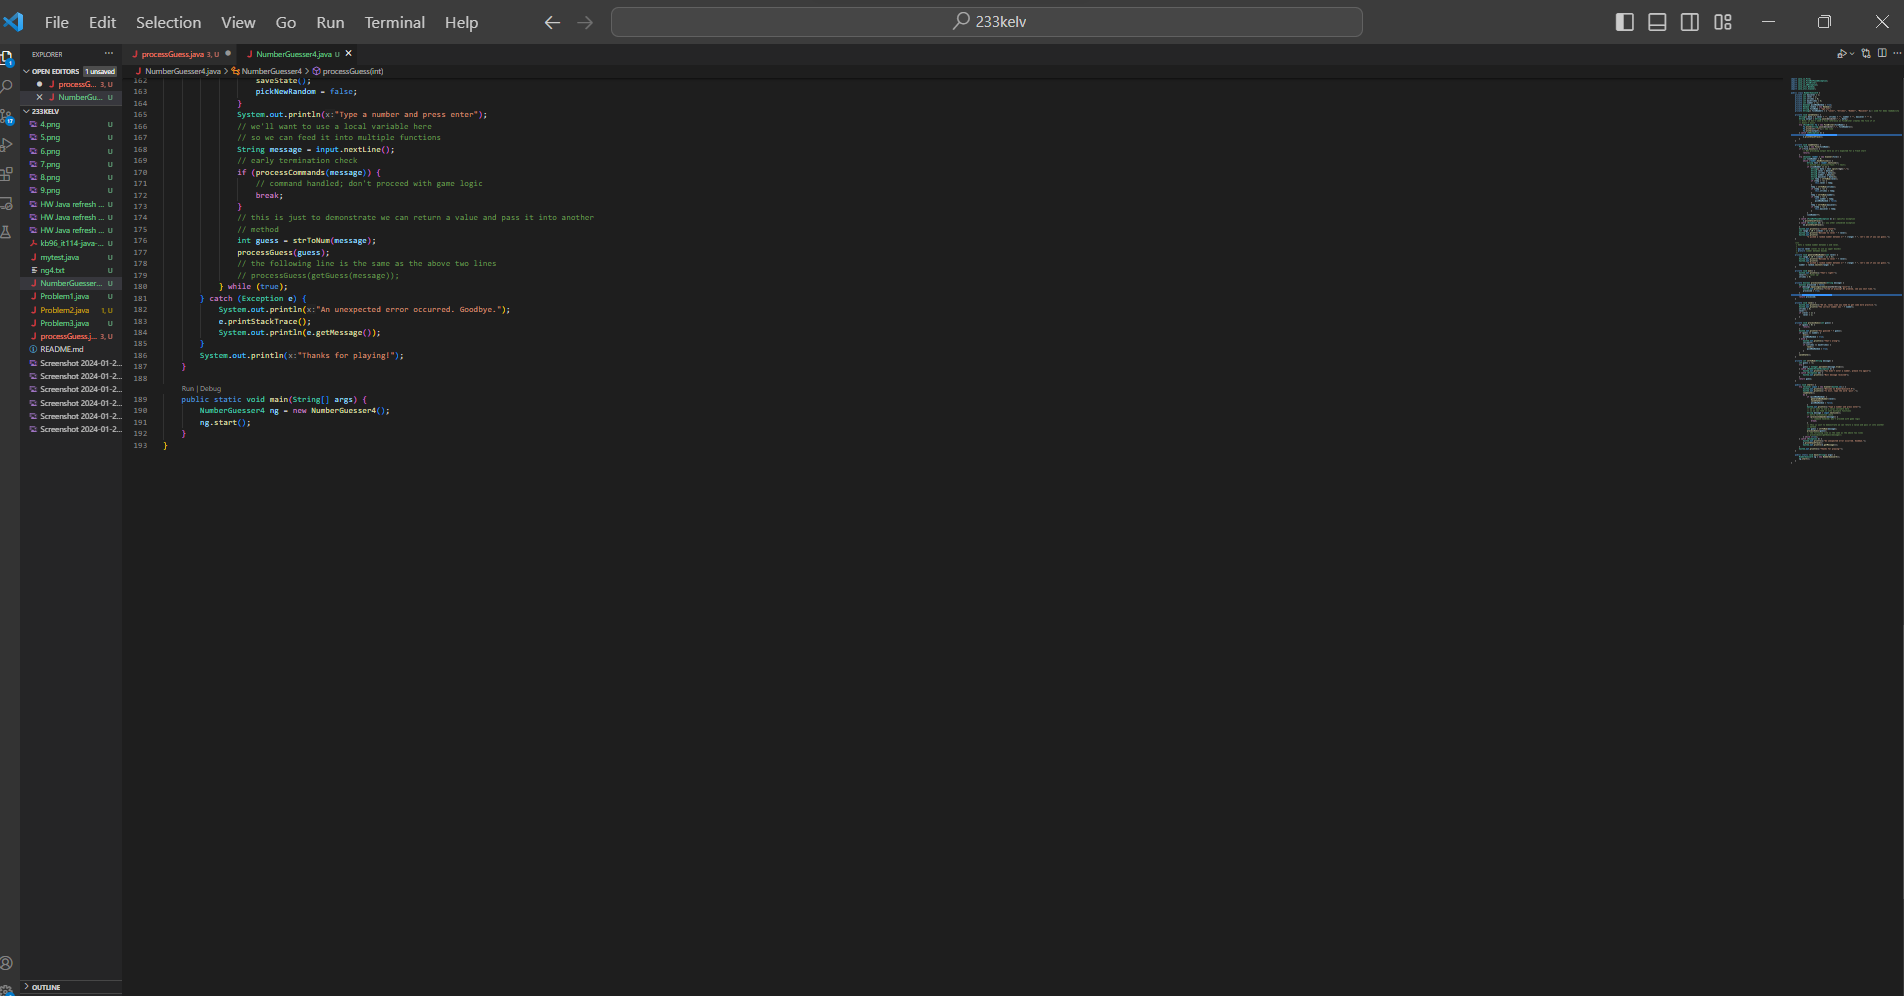 File Edit Selection View Go Run Terminal Help
233kelv
EXPLORER
OPEN EDITORS 1 unsaved
processG... 3, U
NumberGu... U
233KELV
4.png U
5.png U
6.png U
7.png U
8.png U
9.png U
HW Java refresh ... U
HW Java refresh ... U
HW Java refresh ... U
kb96_it114-java-... U
mytest.java U
ng4.txt U
NumberGuesser... U
Problem1.java U
Problem2.java 1, U
Problem3.java U
processGuess.j... 3, U
README.md
Screenshot 2024-01-2...
Screenshot 2024-01-2...
Screenshot 2024-01-2...
Screenshot 2024-01-2...
Screenshot 2024-01-2...
Screenshot 2024-01-2...
OUTLINE
processGuess.java 3, U NumberGuesser4.java U
NumberGuesser4.java > NumberGuesser4 > processGuess(int)
162 saveState();
163 pickNewRandom = false;
164 }
165 System.out.println(x:"Type a number and press enter");
166 // we'll want to use a local variable here
167 // so we can feed it into multiple functions
168 String message = input.nextLine();
169 // early termination check
170 if (processCommands(message)) {
171 // command handled; don't proceed with game logic
172 break;
173 }
174 // this is just to demonstrate we can return a value and pass it into another
175 // method
176 int guess = strToNum(message);
177 processGuess(guess);
178 // the following line is the same as the above two lines
179 // processGuess(getGuess(message));
180 } while (true);
181 } catch (Exception e) {
182 System.out.println(x:"An unexpected error occurred. Goodbye.");
183 e.printStackTrace();
184 System.out.println(e.getMessage());
185 }
186 System.out.println(x:"Thanks for playing!");
187 }
188
Run | Debug
189 public static void main(String[] args) {
190 NumberGuesser4 ng = new NumberGuesser4();
191 ng.start();
192 }
193 }